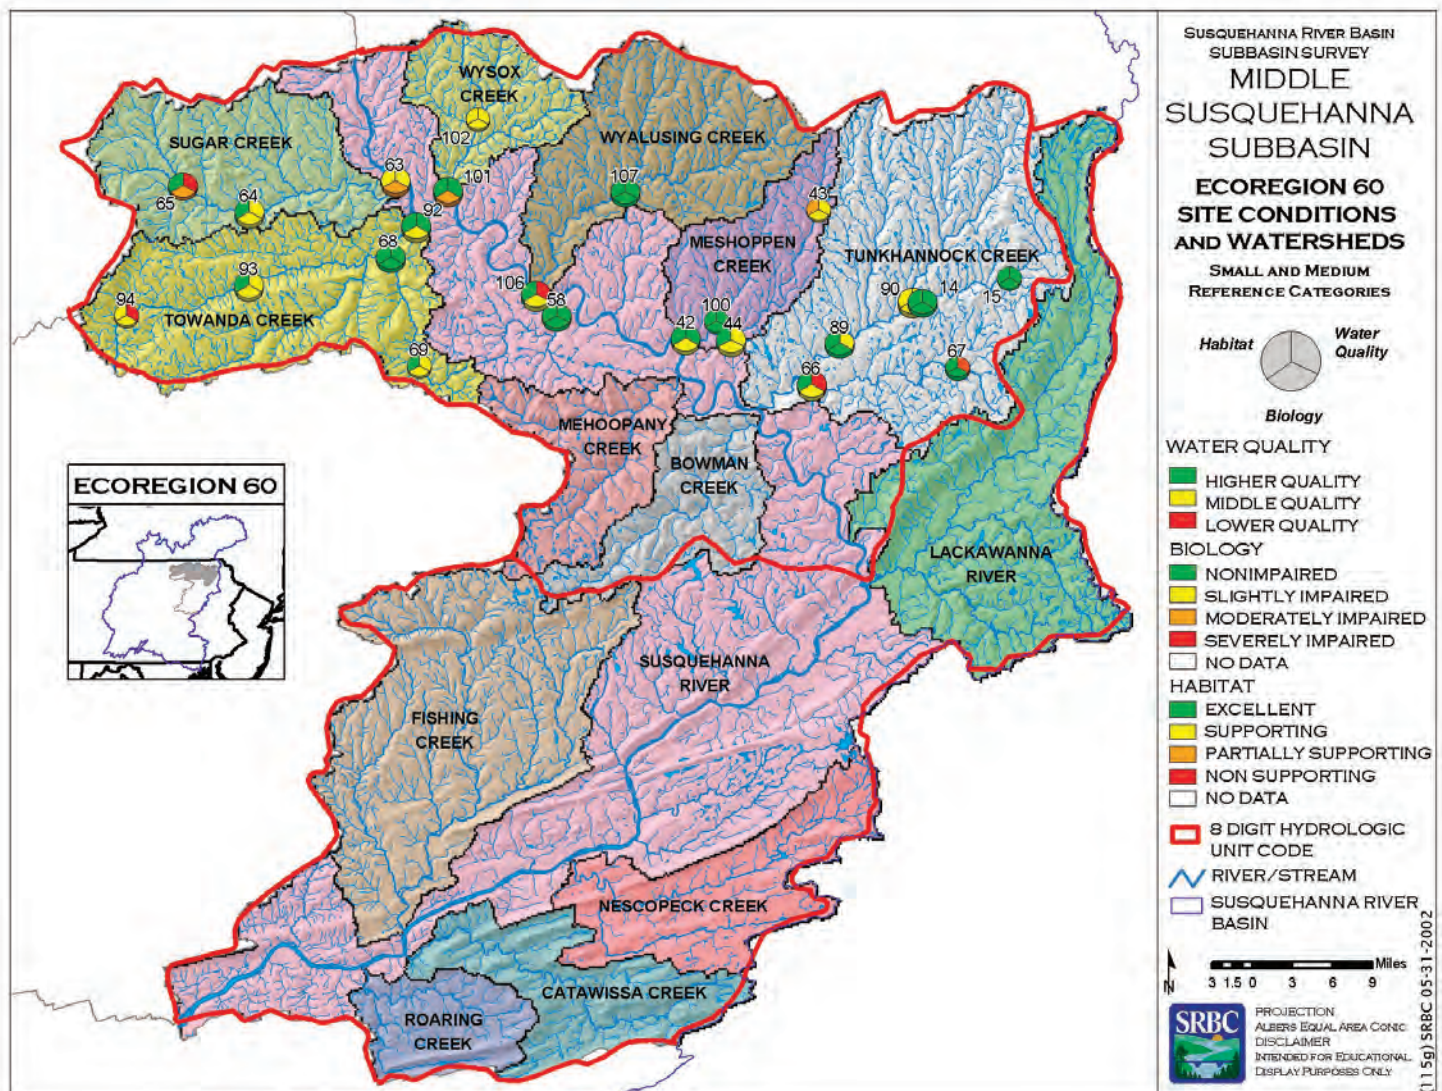 SUSQUEHANNA RIVER BASIN
SUBBASIN SURVEY
MIDDLE
SUSQUEHANNA
SUBBASIN
ECOREGION 60
SITE CONDITIONS
AND WATERSHEDS
SMALL AND MEDIUM
REFERENCE CATEGORIES
Habitat
Water
Quality
Biology
WATER QUALITY
HIGHER QUALITY
MIDDLE QUALITY
LOWER QUALITY
BIOLOGY
NONIMPAIRED
SLIGHTLY IMPAIRED
MODERATELY IMPAIRED
SEVERELY IMPAIRED
NO DATA
HABITAT
EXCELLENT
SUPPORTING
PARTIALLY SUPPORTING
NON SUPPORTING
NO DATA
8 DIGIT HYDROLOGIC
UNIT CODE
RIVER/STREAM
SUSQUEHANNA RIVER
BASIN
Miles
3 1.5 0 3 6 9
N
SRBC
PROJECTION
ALBERS EQUAL AREA CONIC
DISCLAIMER
INTENDED FOR EDUCATIONAL
DISPLAY PURPOSES ONLY
(115g) SRBC 05-31-2002
WYSOX
CREEK
102
SUGAR CREEK
WYALUSING CREEK
63
101
107
65
64
92
43
68
MESHOPPEN
CREEK
TUNKHANNOCK CREEK
93
106
58
90
14
15
94
TOWANDA CREEK
100
42
44
89
69
66
67
MEHOOPANY
CREEK
BOWMAN
CREEK
ECOREGION 60
LACKAWANNA
RIVER
SUSQUEHANNA
RIVER
FISHING
CREEK
NESCOPECK CREEK
CATAWISSA CREEK
ROARING
CREEK